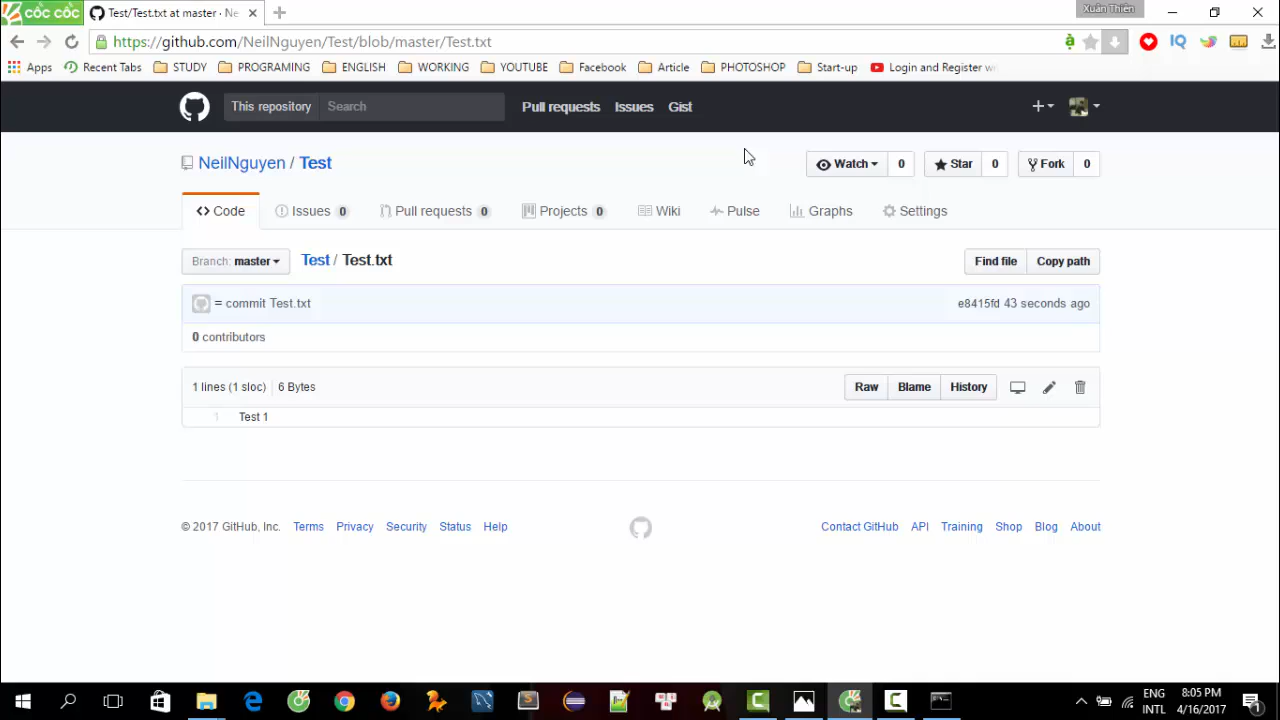 cốc cốc
Test/Test.txt at master · Ne
Xuân Thiên
https://github.com/NeilNguyen/Test/blob/master/Test.txt
Apps Recent Tabs STUDY PROGRAMING ENGLISH WORKING YOUTUBE Facebook Article PHOTOSHOP Start-up Login and Register w
This repository Search Pull requests Issues Gist
NeilNguyen / Test Watch 0 Star 0 Fork 0
Code Issues 0 Pull requests 0 Projects 0 Wiki Pulse Graphs Settings
Branch: master Test / Test.txt Find file Copy path
= commit Test.txt e8415fd 43 seconds ago
0 contributors
1 lines (1 sloc) 6 Bytes Raw Blame History
1 Test 1
© 2017 GitHub, Inc. Terms Privacy Security Status Help Contact GitHub API Training Shop Blog About
ENG 8:05 PM
INTL 4/16/2017
1